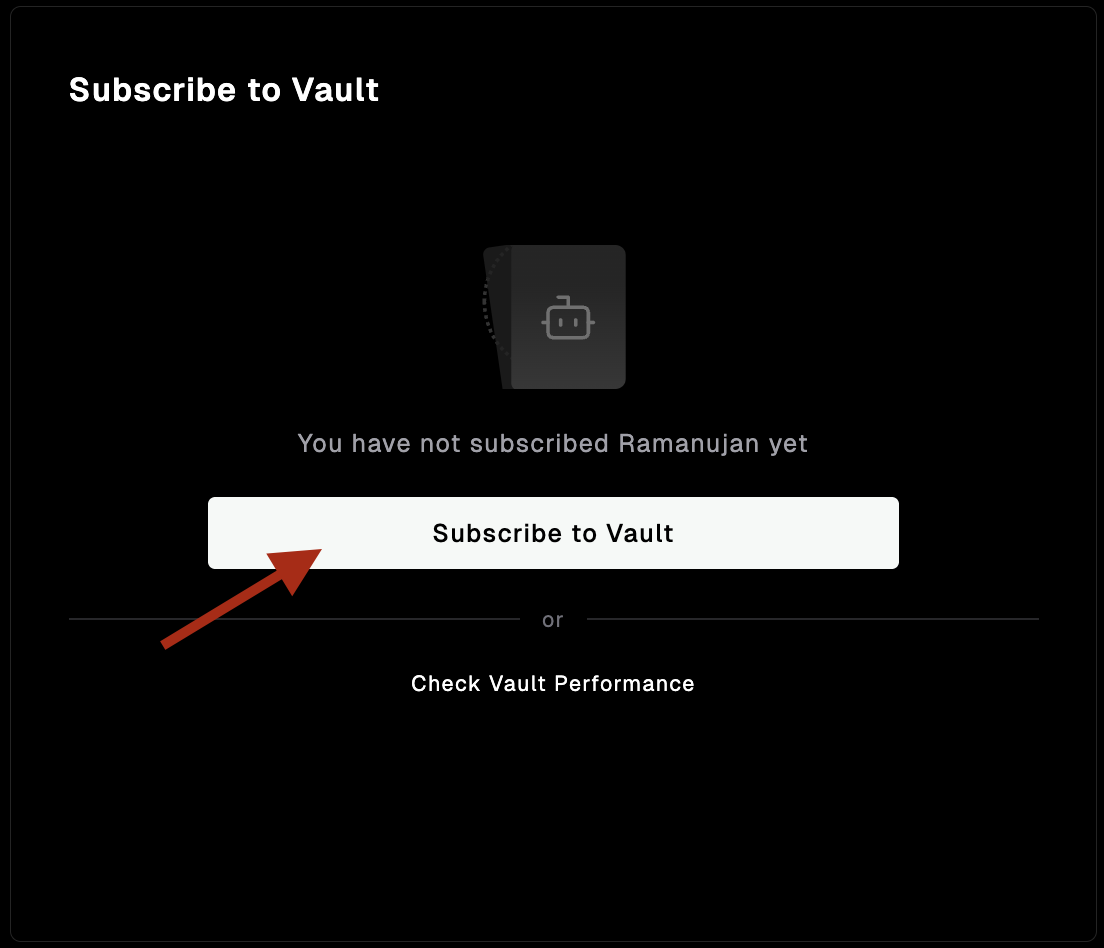 Subscribe to Vault
You have not subscribed Ramanujan yet
Subscribe to Vault
or
Check Vault Performance